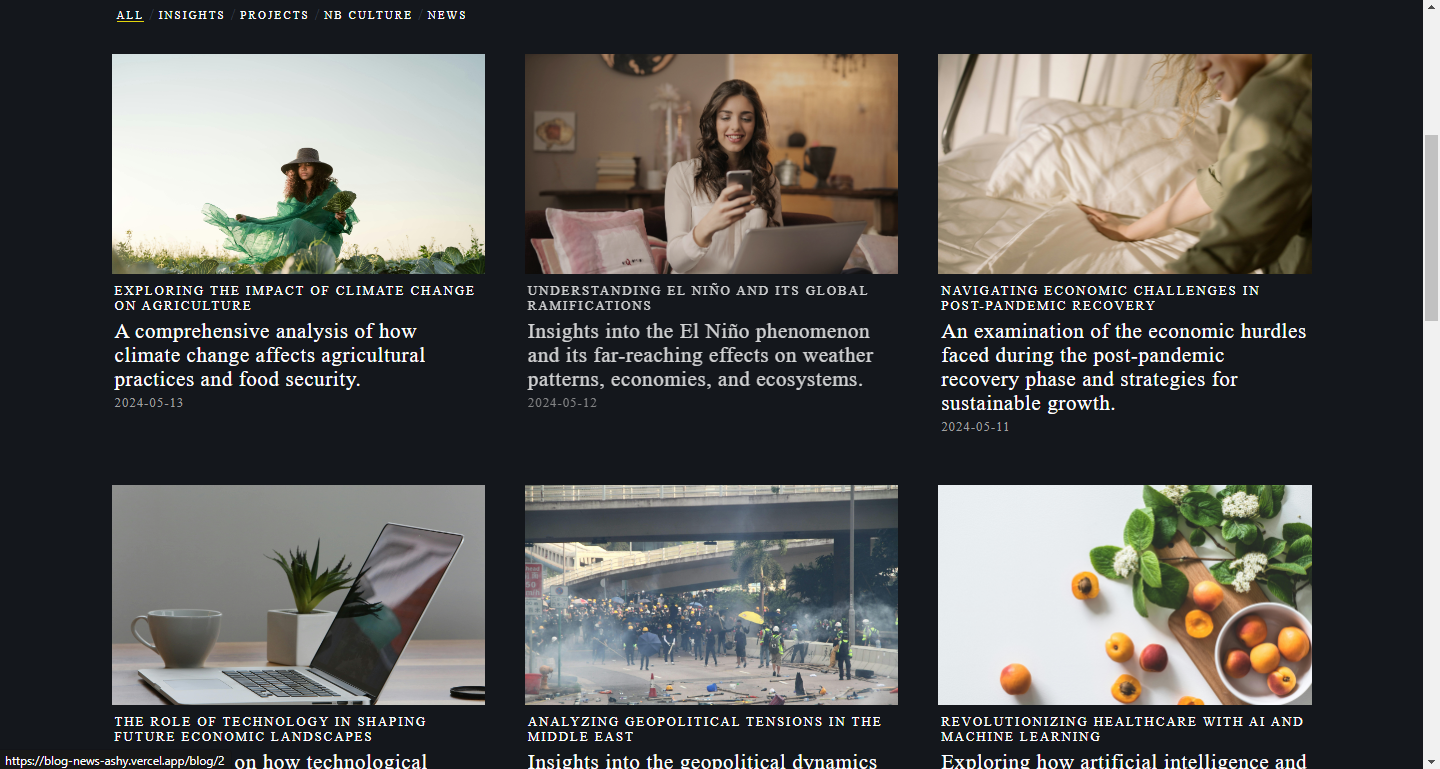 ALL / INSIGHTS / PROJECTS / NB CULTURE / NEWS
EXPLORING THE IMPACT OF CLIMATE CHANGE
ON AGRICULTURE
A comprehensive analysis of how
climate change affects agricultural
practices and food security.
2024-05-13
UNDERSTANDING EL NIÑO AND ITS GLOBAL
RAMIFICATIONS
Insights into the El Niño phenomenon
and its far-reaching effects on weather
patterns, economies, and ecosystems.
2024-05-12
NAVIGATING ECONOMIC CHALLENGES IN
POST-PANDEMIC RECOVERY
An examination of the economic hurdles
faced during the post-pandemic
recovery phase and strategies for
sustainable growth.
2024-05-11
THE ROLE OF TECHNOLOGY IN SHAPING
FUTURE ECONOMIC LANDSCAPES
on how technological
ANALYZING GEOPOLITICAL TENSIONS IN THE
MIDDLE EAST
Insights into the geopolitical dynamics
REVOLUTIONIZING HEALTHCARE WITH AI AND
MACHINE LEARNING
Exploring how artificial intelligence and
https://blog-news-ashy.vercel.app/blog/2